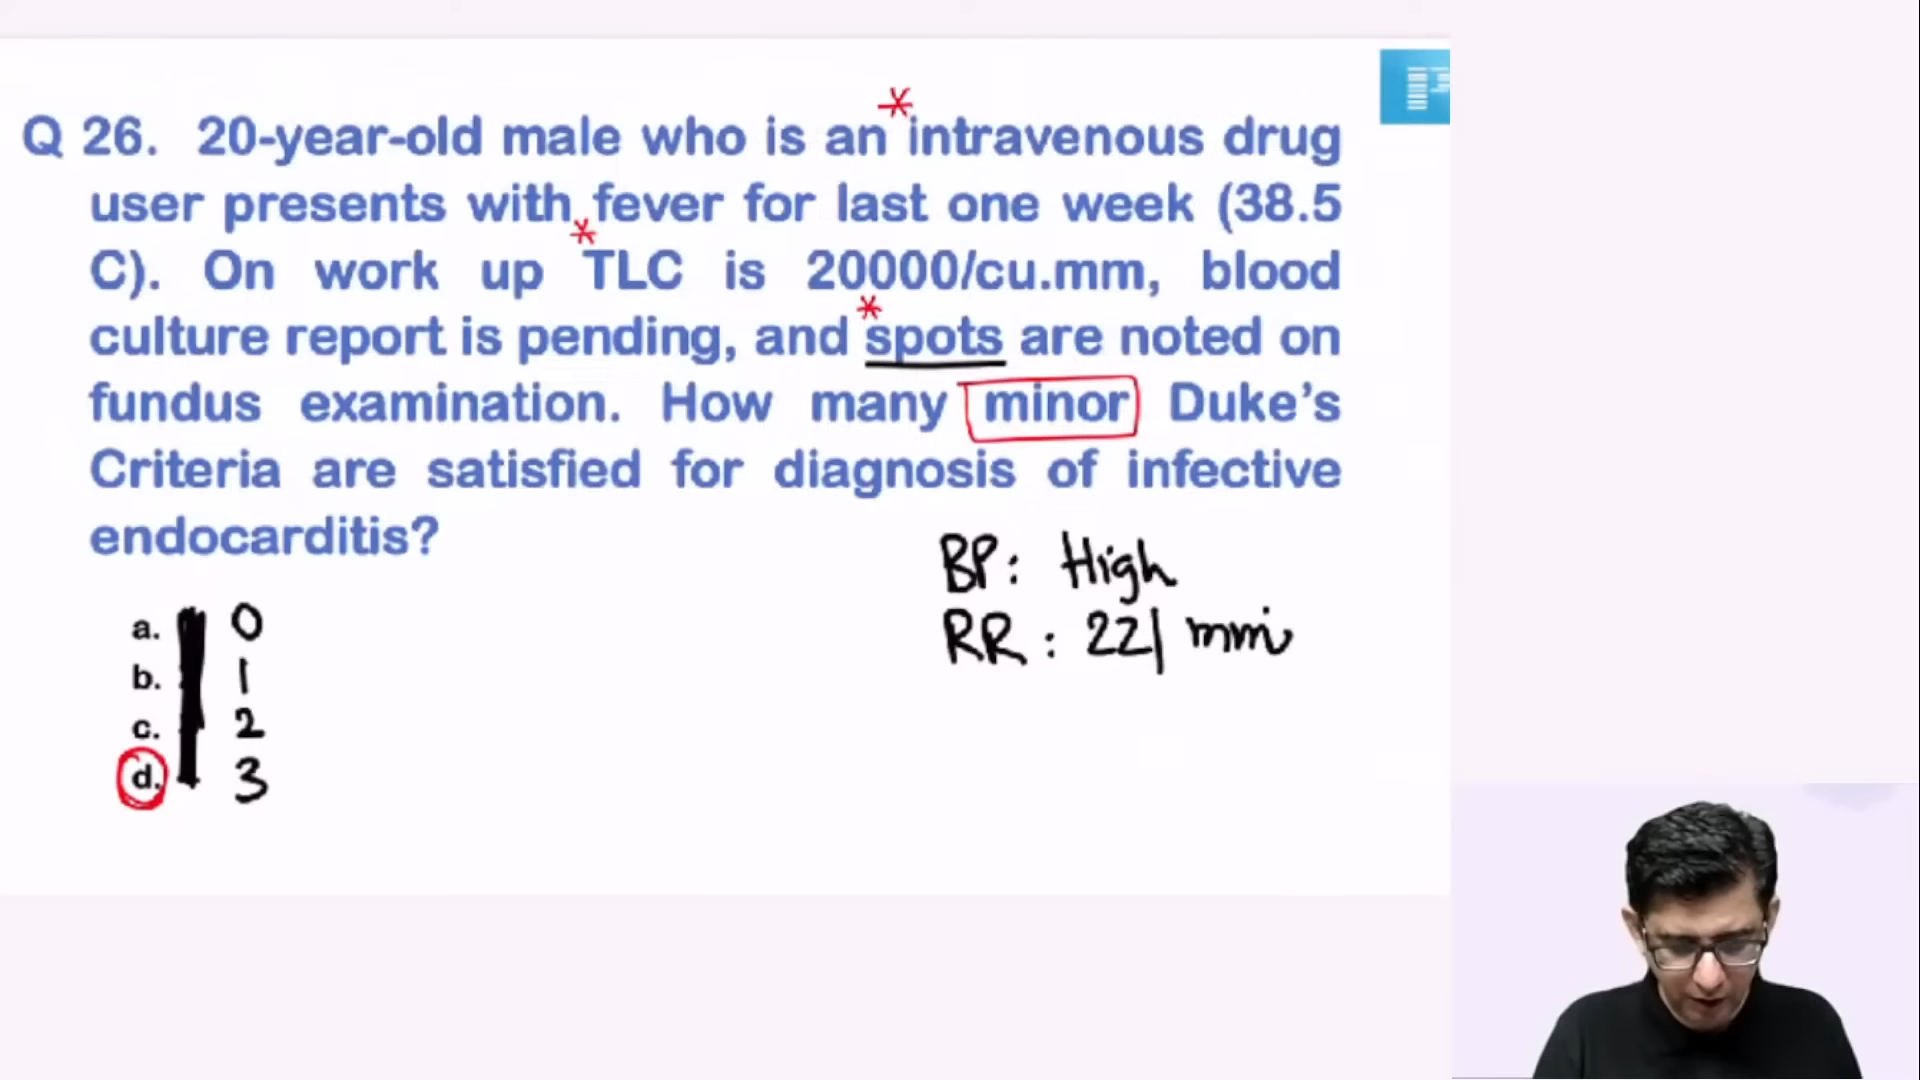 Q 26. 20-year-old male who is an intravenous drug
user presents with fever for last one week (38.5
C). On work up TLC is 20000/cu.mm, blood
culture report is pending, and spots are noted on
fundus examination. How many minor Duke's
Criteria are satisfied for diagnosis of infective
endocarditis?
BP: High
RR: 22/ min
a. 0
b. 1
c. 2
d. 3